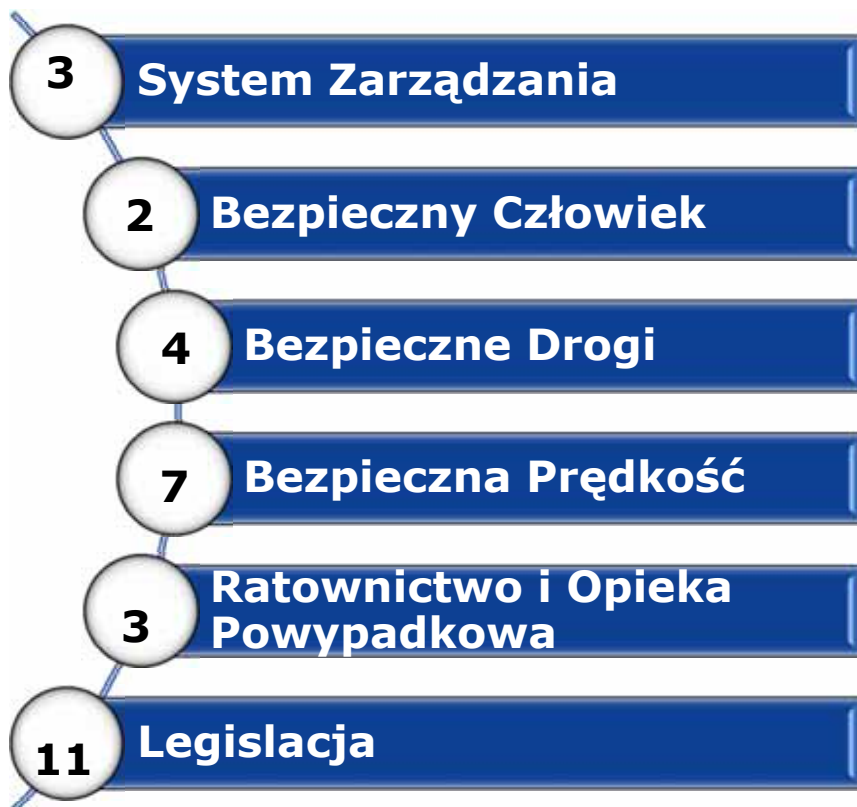 3 System Zarządzania
2 Bezpieczny Człowiek
4 Bezpieczne Drogi
7 Bezpieczna Prędkość
3 Ratownictwo i Opieka
Powypadkowa
11 Legislacja